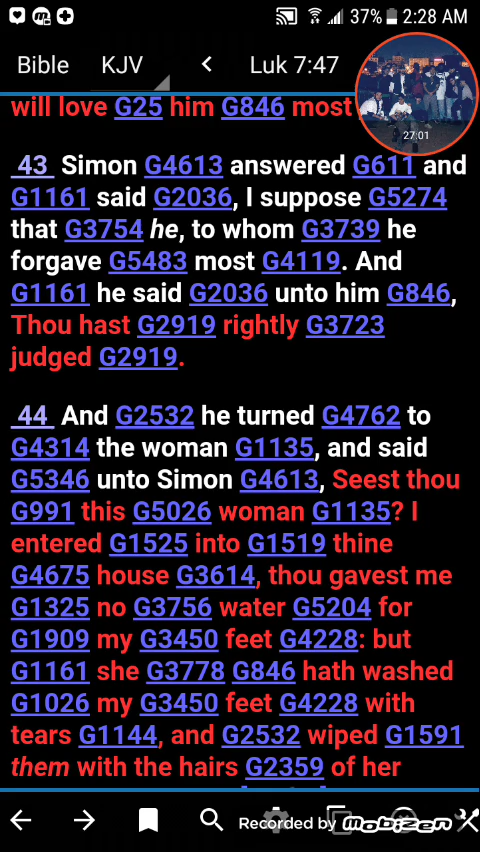 37% 2:28 AM
Bible KJV < Luk 7:47
27:01
will love G25 him G846 most
43 Simon G4613 answered G611 and
G1161 said G2036, I suppose G5274
that G3754 he, to whom G3739 he
forgave G5483 most G4119. And
G1161 he said G2036 unto him G846,
Thou hast G2919 rightly G3723
judged G2919.
44 And G2532 he turned G4762 to
G4314 the woman G1135, and said
G5346 unto Simon G4613, Seest thou
G991 this G5026 woman G1135? I
entered G1525 into G1519 thine
G4675 house G3614, thou gavest me
G1325 no G3756 water G5204 for
G1909 my G3450 feet G4228: but
G1161 she G3778 G846 hath washed
G1026 my G3450 feet G4228 with
tears G1144, and G2532 wiped G1591
them with the hairs G2359 of her
Recorded by Mobizen